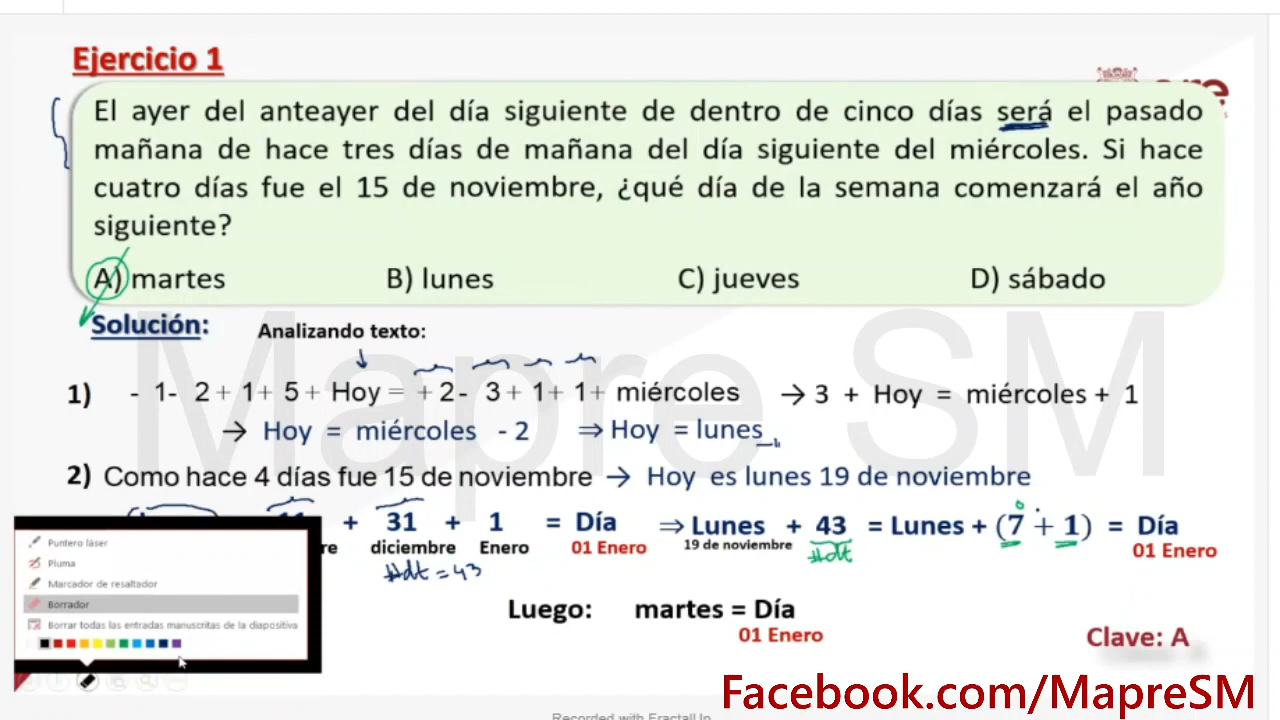 Ejercicio 1
El ayer del anteayer del día siguiente de dentro de cinco días será el pasado
mañana de hace tres días de mañana del día siguiente del miércoles. Si hace
cuatro días fue el 15 de noviembre, ¿qué día de la semana comenzará el año
siguiente?
A) martes B) lunes C) jueves D) sábado
Solución: Analizando texto:
1) - 1- 2 + 1+ 5 + Hoy = + 2 - 3 + 1 + 1 + miércoles → 3 + Hoy = miércoles + 1
→ Hoy = miércoles - 2 ⇒ Hoy = lunes
2) Como hace 4 días fue 15 de noviembre → Hoy es lunes 19 de noviembre
+ 31 + 1 = Día ⇒ Lunes + 43 = Lunes + (7 + 1) = Día
diciembre Enero 01 Enero 19 de noviembre #dt 01 Enero
#dt = 43
Luego: martes = Día
01 Enero
Clave: A
Puntero láser
Pluma
Marcador de resaltador
Borrador
Borrar todas las entradas manuscritas de la diapositiva
Mapre SM
Facebook.com/MapreSM